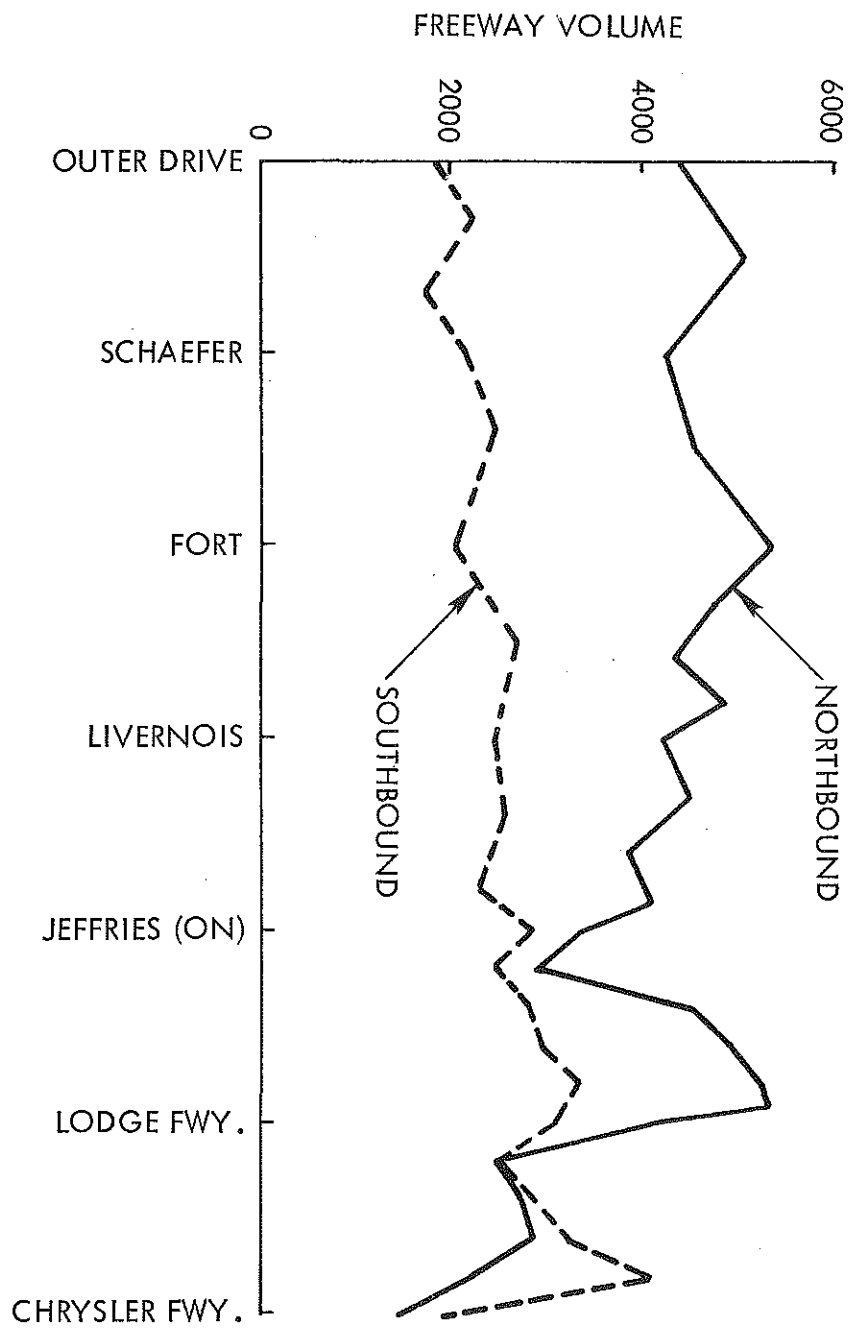 FREEWAY VOLUME
0
2000
4000
6000
OUTER DRIVE
SCHAEFER
FORT
LIVERNOIS
JEFFRIES (ON)
LODGE FWY.
CHRYSLER FWY.
SOUTHBOUND
NORTHBOUND